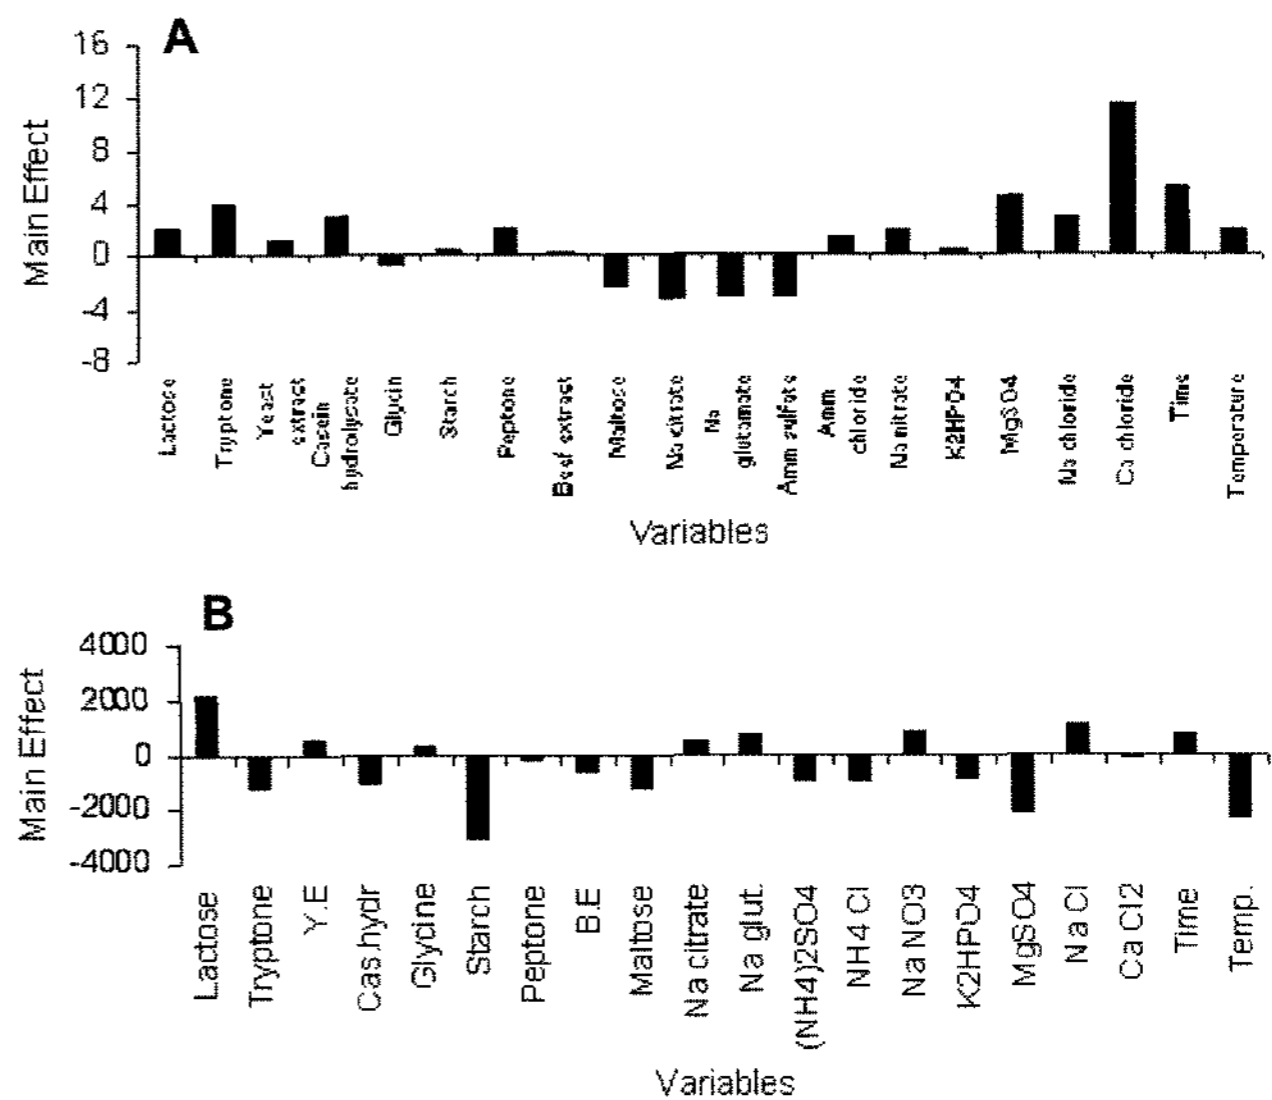 A
16
12
8
4
0
-4
-8
Main Effect
Lactose
Tryptone
Yeast
extract
Casein
hydrolysate
Glycin
Starch
Peptone
Beef extract
Maltose
Na citrate
Na
glutamate
Amm sulfate
Amm
chloride
Na nitrate
K2HPO4
MgSO4
Na chloride
Ca chloride
Time
Temperature
Variables
B
4000
2000
0
-2000
-4000
Main Effect
Lactose
Tryptone
Y.E
Cas.hydr
Glycine
Starch
Peptone
B.E
Maltose
Na citrate
Na glut.
(NH4)2SO4
NH4 Cl
Na NO3
K2HPO4
MgSO4
Na Cl
Ca Cl2
Time
Temp.
Variables